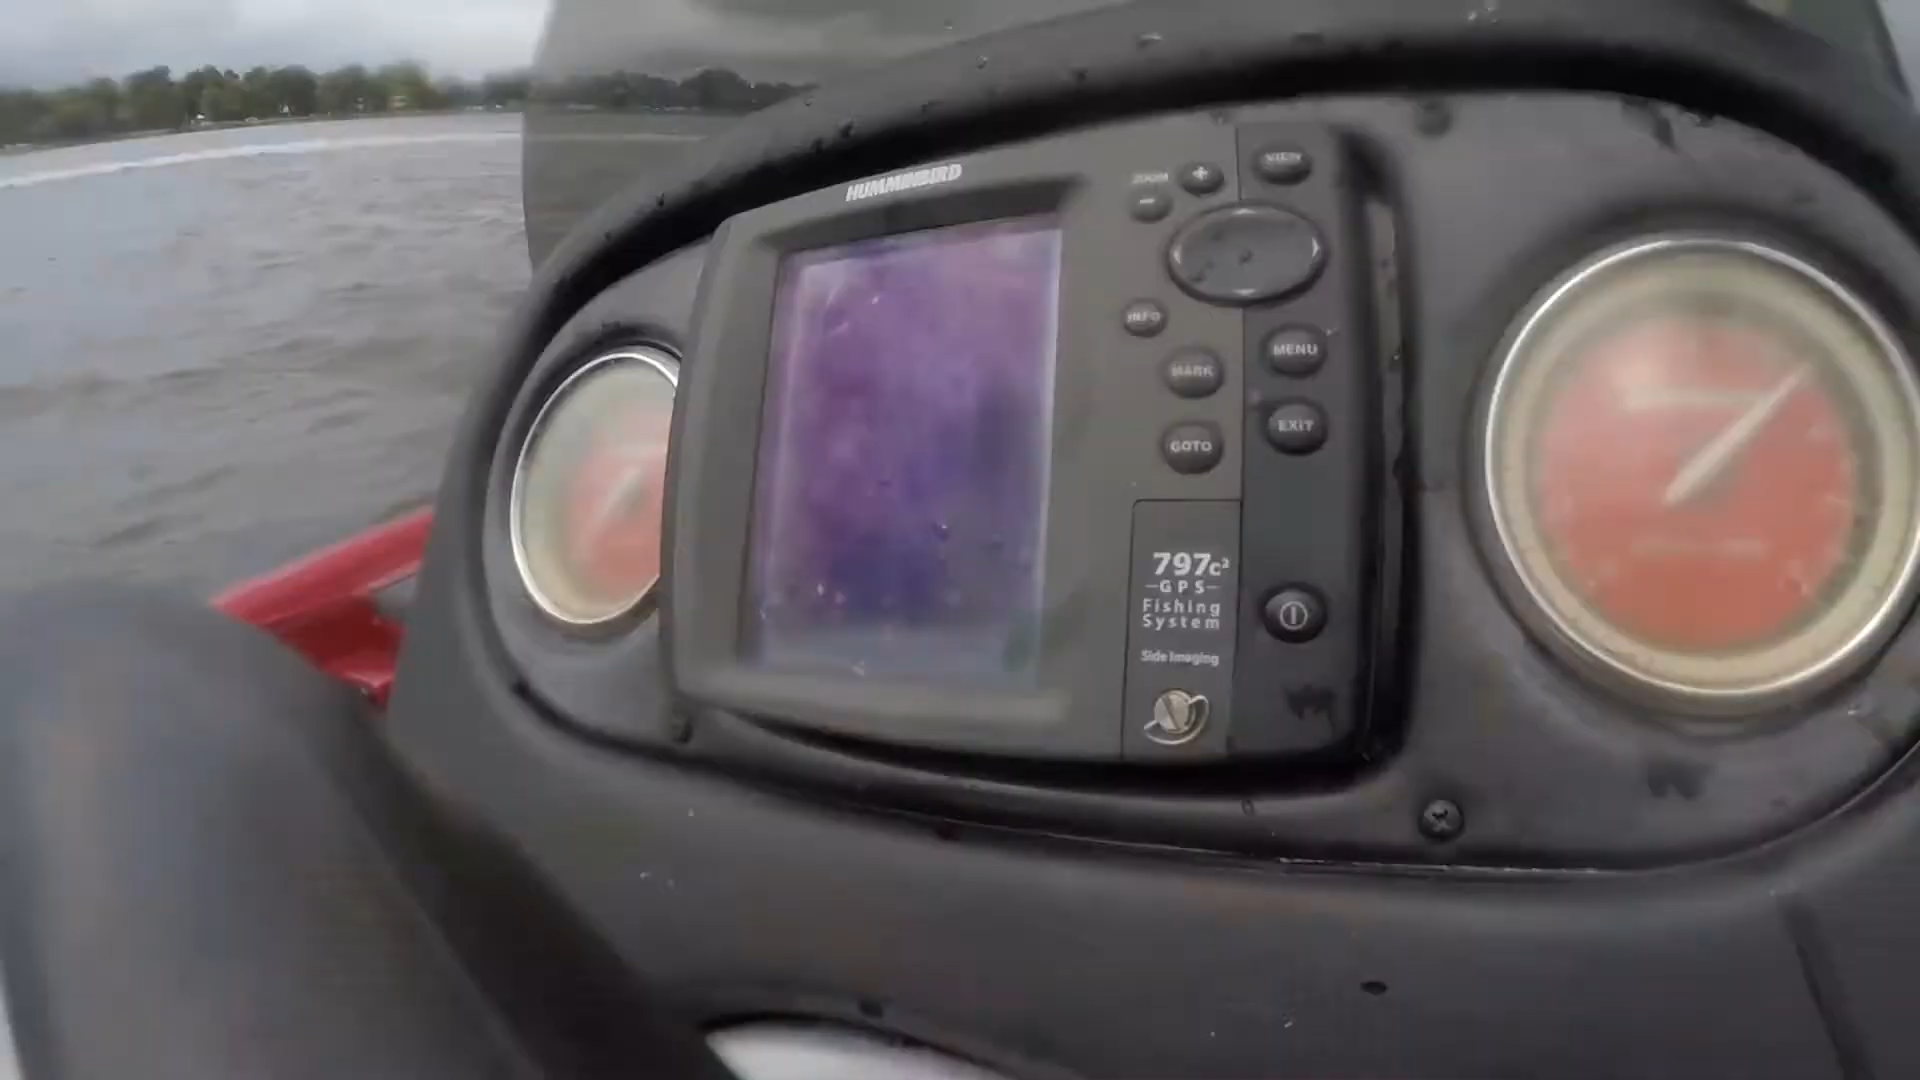 HUMMINBIRD
ZOOM
+
-
VIEW
INFO
MARK
MENU
GOTO
EXIT
797c²
GPS
Fishing
System
Side Imaging